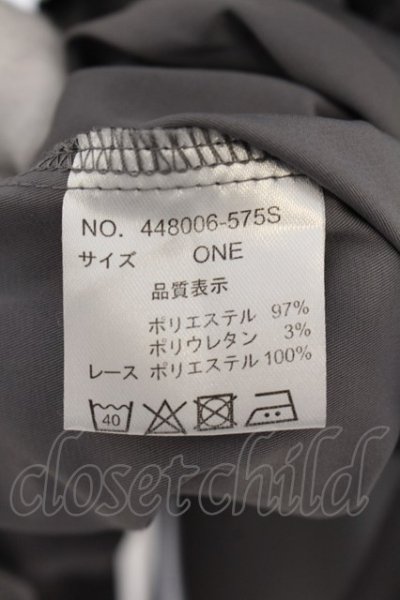 NO. 448006-575S
サイズ ONE
品質表示
ポリエステル 97%
ポリウレタン 3%
レース ポリエステル 100%
40
closetchild